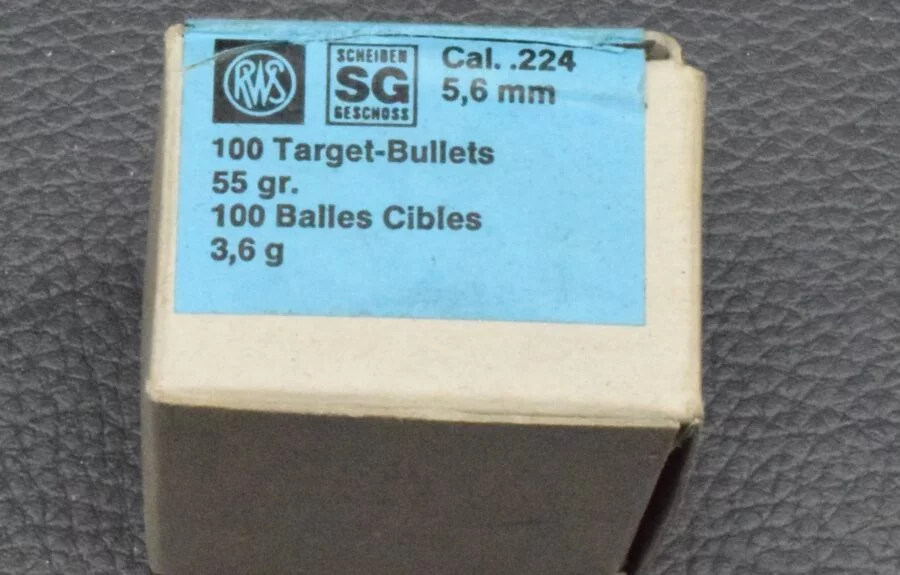 RWS
SCHEIBEN
SG
GESCHOSS
Cal. .224
5,6 mm
100 Target-Bullets
55 gr.
100 Balles Cibles
3,6 g